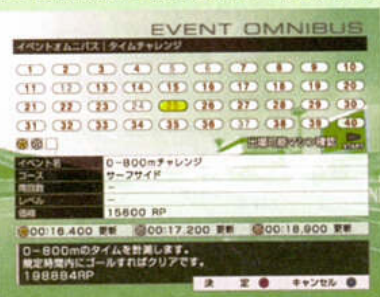 EVENT OMNIBUS
イベントオムニバス | タイムチャレンジ
1 2 3 4 5 6 7 8 9 10
11 12 13 14 15 16 17 18 19 20
21 22 23 24 25 26 27 28 29 30
31 32 33 34 35 36 37 38 39 40
START
イベント名 0-800mチャレンジ
コース サーフサイド
周回数 -
レベル -
価格 15600 RP
00:16.400 更新 00:17.200 更新 00:18.900 更新
0-800mのタイムを計測します。
規定時間内にゴールすればクリアです。
198884RP
決定 キャンセル